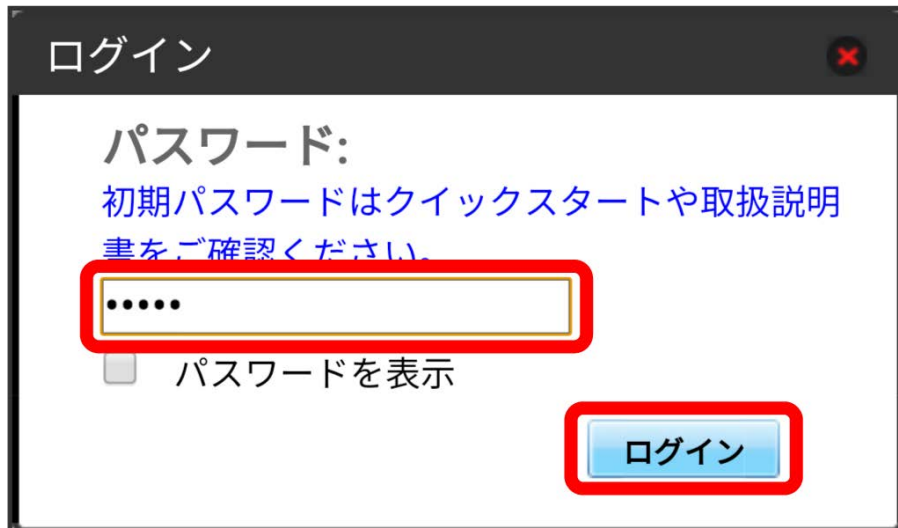 ログイン
パスワード:
初期パスワードはクイックスタートや取扱説明
書をご確認ください。
•••••
パスワードを表示
ログイン